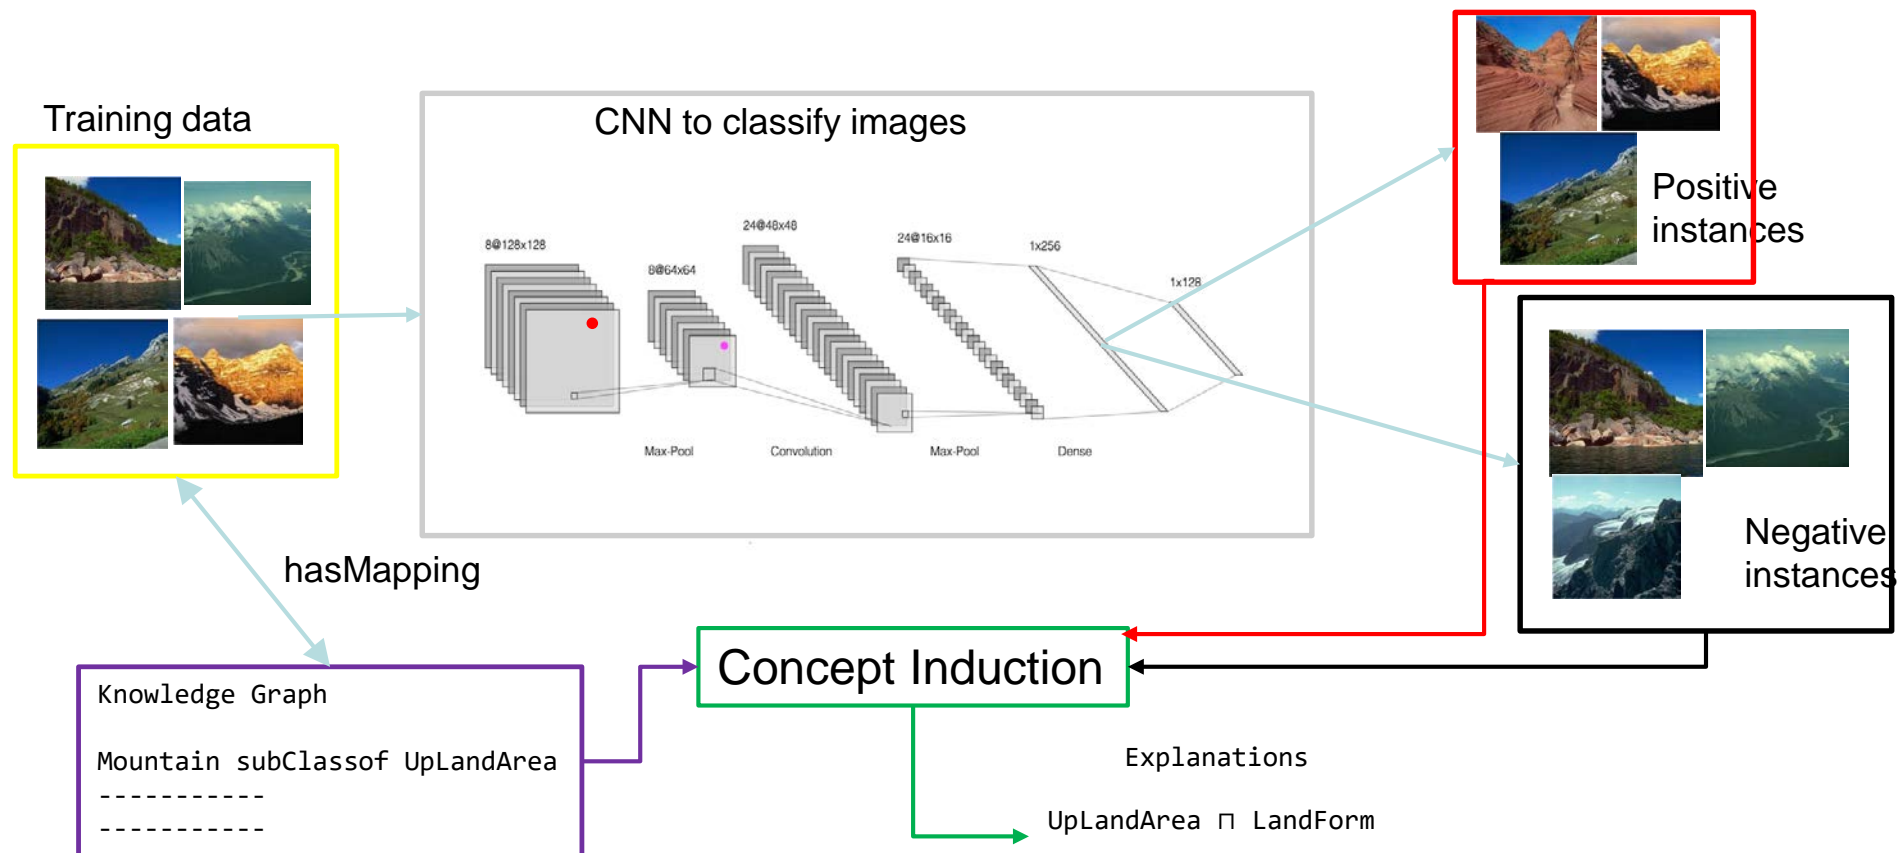 Training data
CNN to classify images
8@128x128
8@64x64
24@48x48
24@16x16
1x256
1x128
Max-Pool
Convolution
Max-Pool
Dense
Positive
instances
Negative
instances
hasMapping
Knowledge Graph
Mountain subClassof UpLandArea
-----------
-----------
Concept Induction
Explanations
UpLandArea ⊓ LandForm